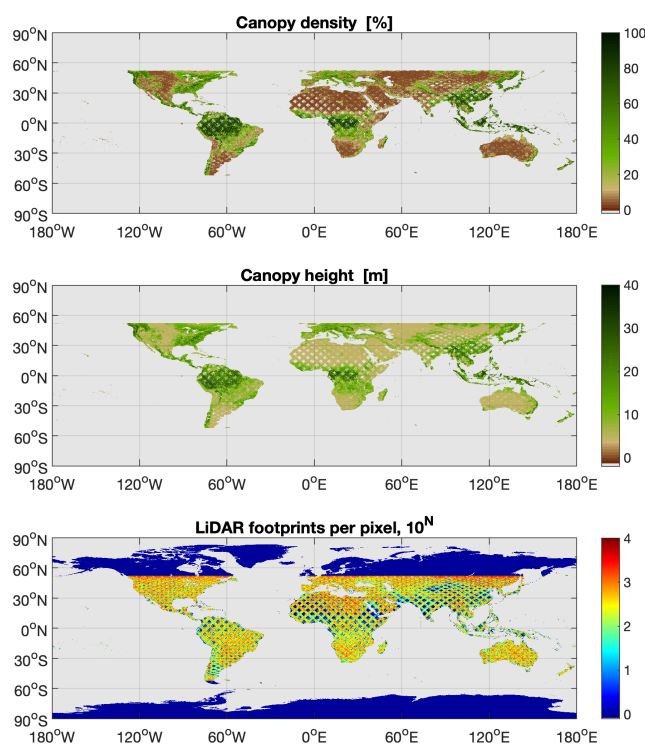 Canopy density [%]
90°N
60°N
30°N
0°N
30°S
60°S
90°S
180°W 120°W 60°W 0°E 60°E 120°E 180°E
100
80
60
40
20
0
Canopy height [m]
90°N
60°N
30°N
0°N
30°S
60°S
90°S
180°W 120°W 60°W 0°E 60°E 120°E 180°E
40
30
20
10
0
LiDAR footprints per pixel, 10^N
90°N
60°N
30°N
0°N
30°S
60°S
90°S
180°W 120°W 60°W 0°E 60°E 120°E 180°E
4
3
2
1
0